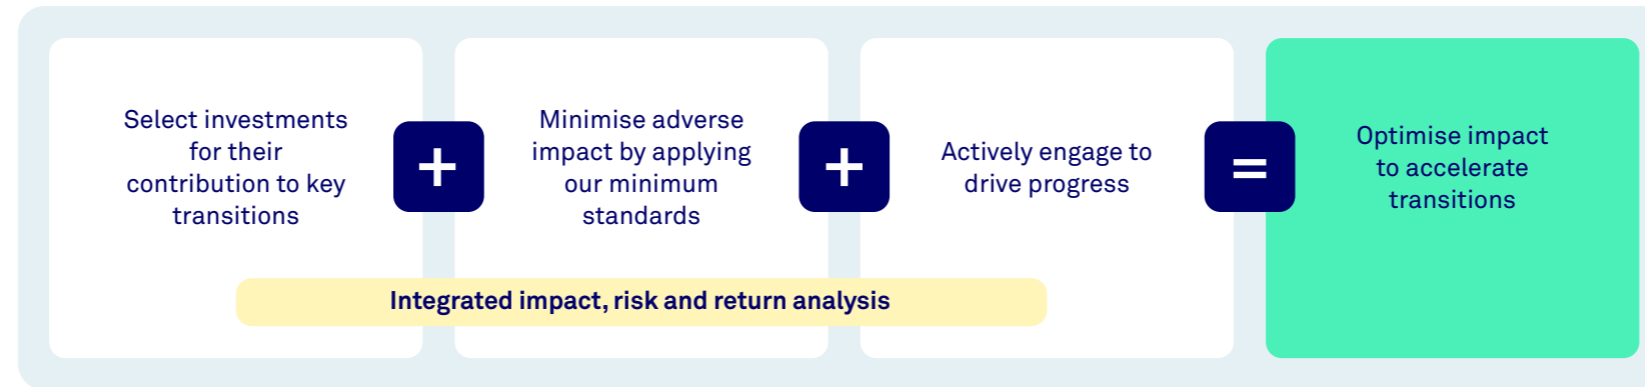 Select investments
for their
contribution to key
transitions
+
Minimise adverse
impact by applying
our minimum
standards
+
Actively engage to
drive progress
=
Optimise impact
to accelerate
transitions
Integrated impact, risk and return analysis